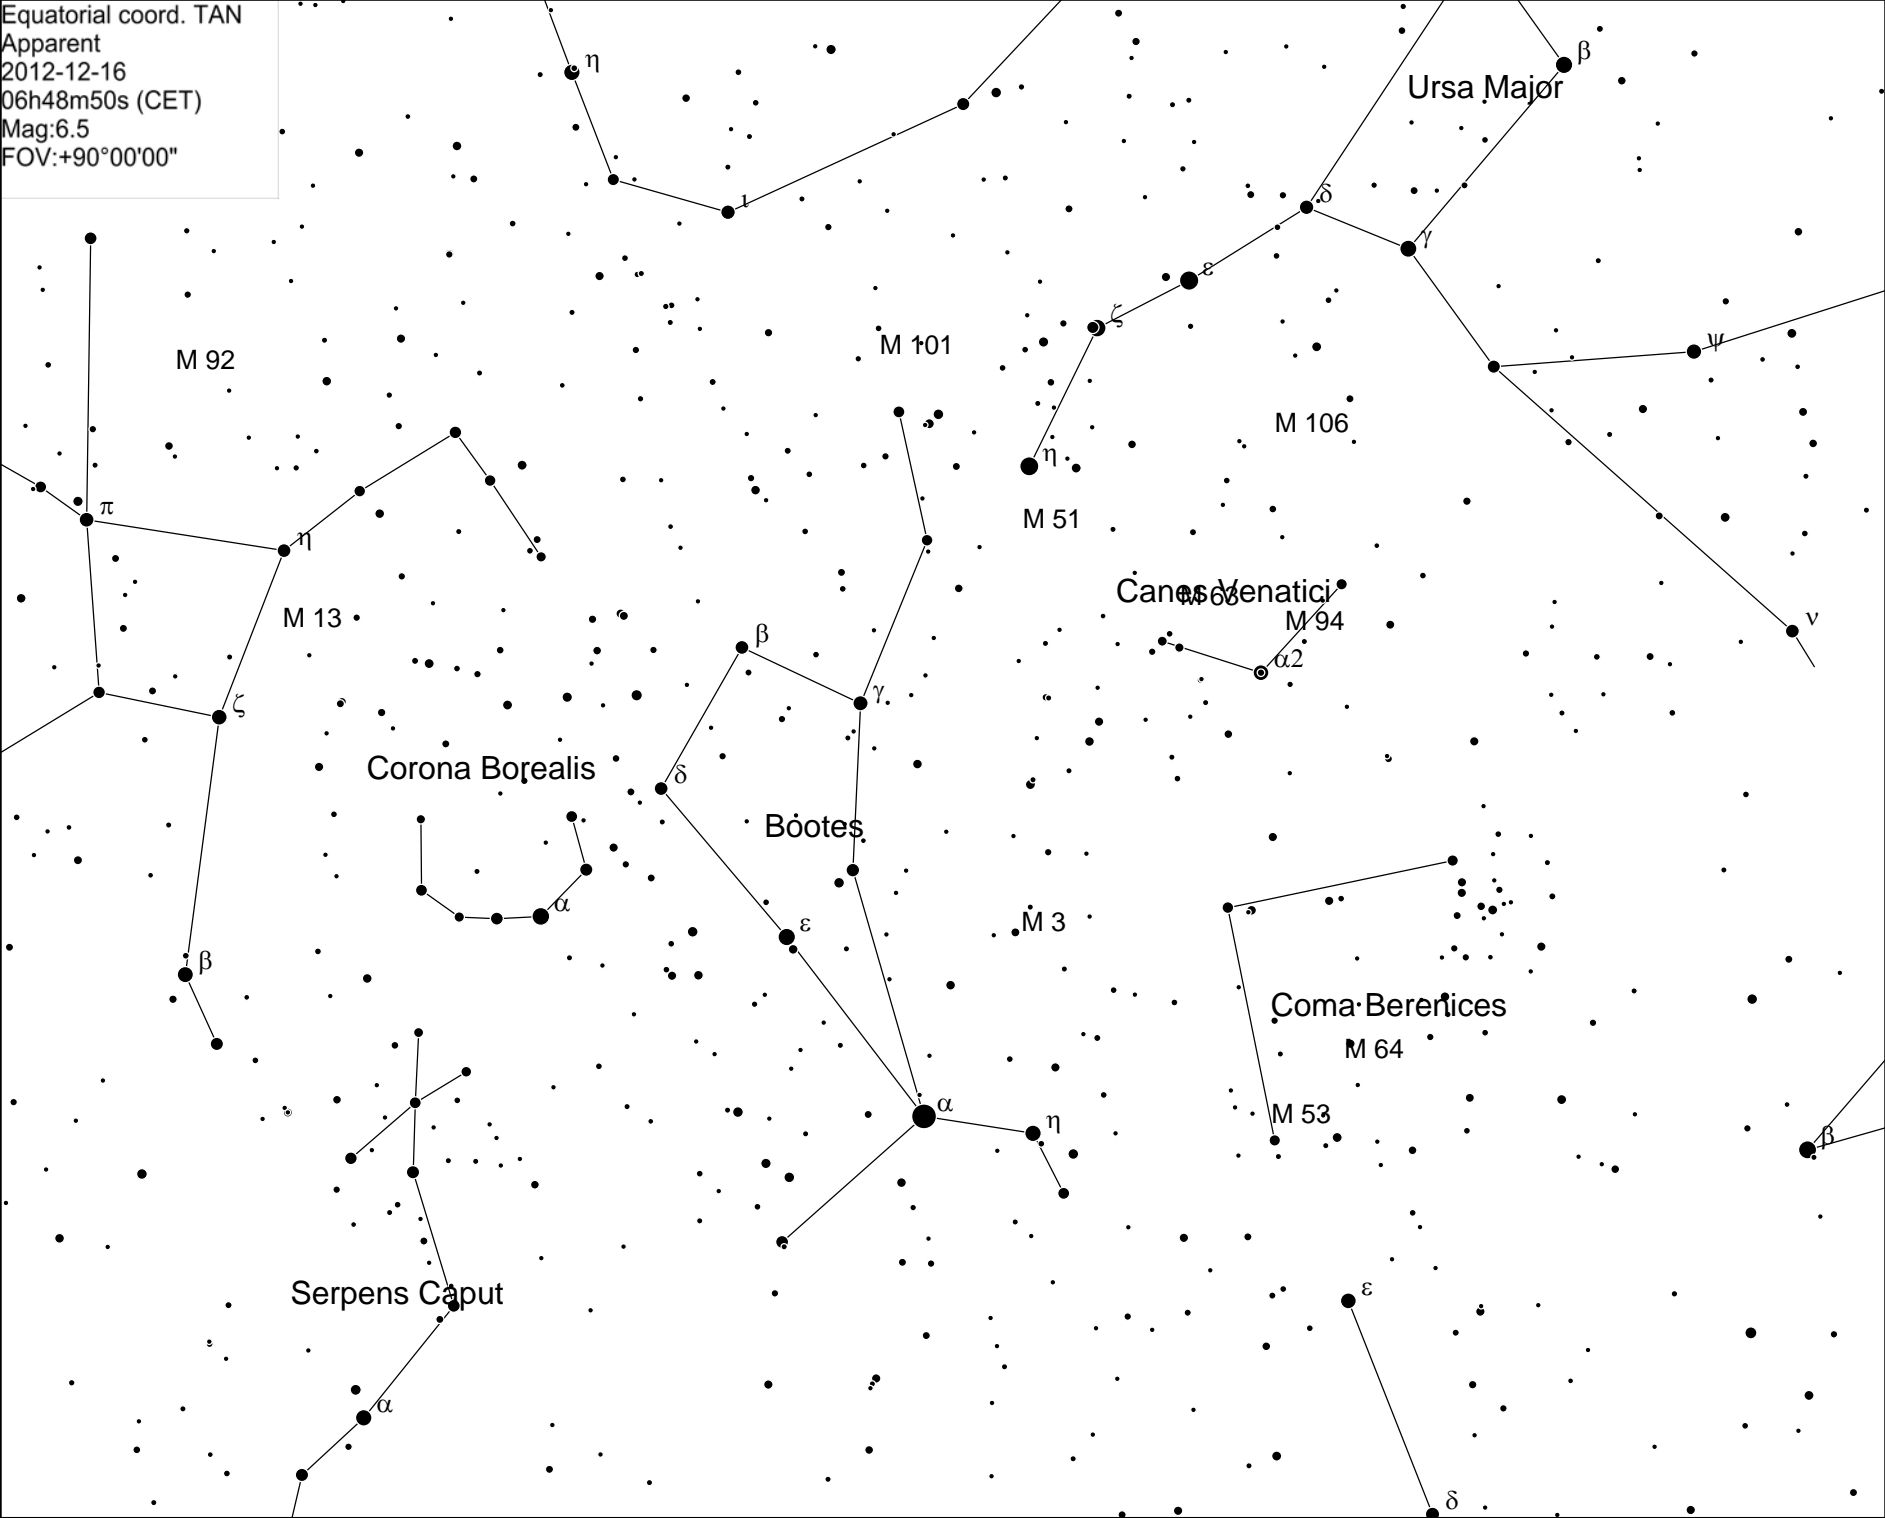 Equatorial coord. TAN
Apparent
2012-12-16
06h48m50s (CET)
Mag:6.5
FOV:+90°00'00"
η
β
Ursa Major
ι
δ
γ
ε
ζ
M 101
ψ
M 92
M 106
η
π
M 51
η
Canes Venatici
M 63
M 13
M 94
ν
β
α2
γ
ζ
Corona Borealis
δ
Bootes
α
M 3
ε
β
Coma Berenices
M 64
α
M 53
η
β
Serpens Caput
ε
α
δ